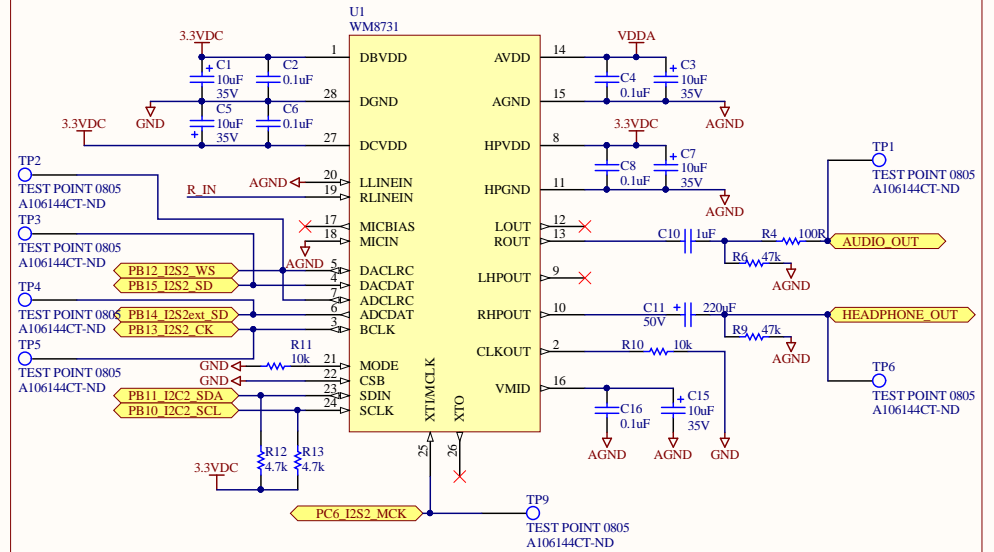 U1
WM8731
3.3VDC
1
DBVDD
C1
10uF
35V
C2
0.1uF
28
DGND
GND
C5
10uF
35V
C6
0.1uF
3.3VDC
27
DCVDD
TP2
TEST POINT 0805
A106144CT-ND
AGND
20
LLINEIN
R_IN
19
RLINEIN
TP3
TEST POINT 0805
A106144CT-ND
17
MICBIAS
18
MICIN
AGND
PB12_I2S2_WS
5
DACLRC
PB15_I2S2_SD
4
DACDAT
7
ADCLRC
TP4
TEST POINT 0805
A106144CT-ND
PB14_I2S2ext_SD
6
ADCDAT
PB13_I2S2_CK
3
BCLK
TP5
TEST POINT 0805
A106144CT-ND
R11
10k
GND
21
MODE
GND
22
CSB
PB11_I2C2_SDA
23
SDIN
PB10_I2C2_SCL
24
SCLK
R12
4.7k
R13
4.7k
3.3VDC
XTI/MCLK
25
XTO
26
PC6_I2S2_MCK
TP9
TEST POINT 0805
A106144CT-ND
VDDA
AVDD
14
C4
0.1uF
C3
10uF
35V
AGND
15
AGND
3.3VDC
HPVDD
8
C8
0.1uF
C7
10uF
35V
HPGND
11
AGND
TP1
TEST POINT 0805
A106144CT-ND
LOUT
12
ROUT
13
C10
1uF
R4
100R
AUDIO_OUT
R6
47k
AGND
LHPOUT
9
RHPOUT
10
C11
50V
220uF
HEADPHONE_OUT
R9
47k
AGND
CLKOUT
2
R10
10k
TP6
TEST POINT 0805
A106144CT-ND
VMID
16
C16
0.1uF
C15
10uF
35V
AGND
AGND
GND